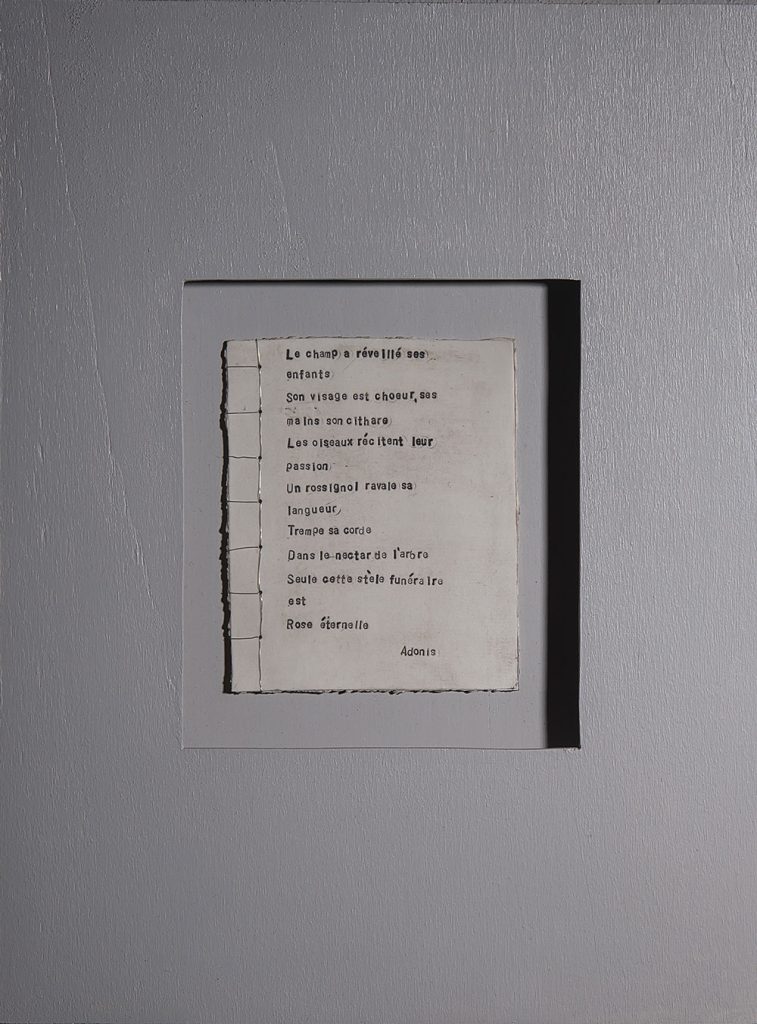 Le champ a réveillé ses
enfants
Son visage est choeur, ses
mains son cithare
Les oiseaux récitent leur
passion
Un rossignol ravale sa
langueur
Trempe sa corde
Dans le nectar de l'arbre
Seule cette stèle funéraire
est
Rose éternelle
Adonis